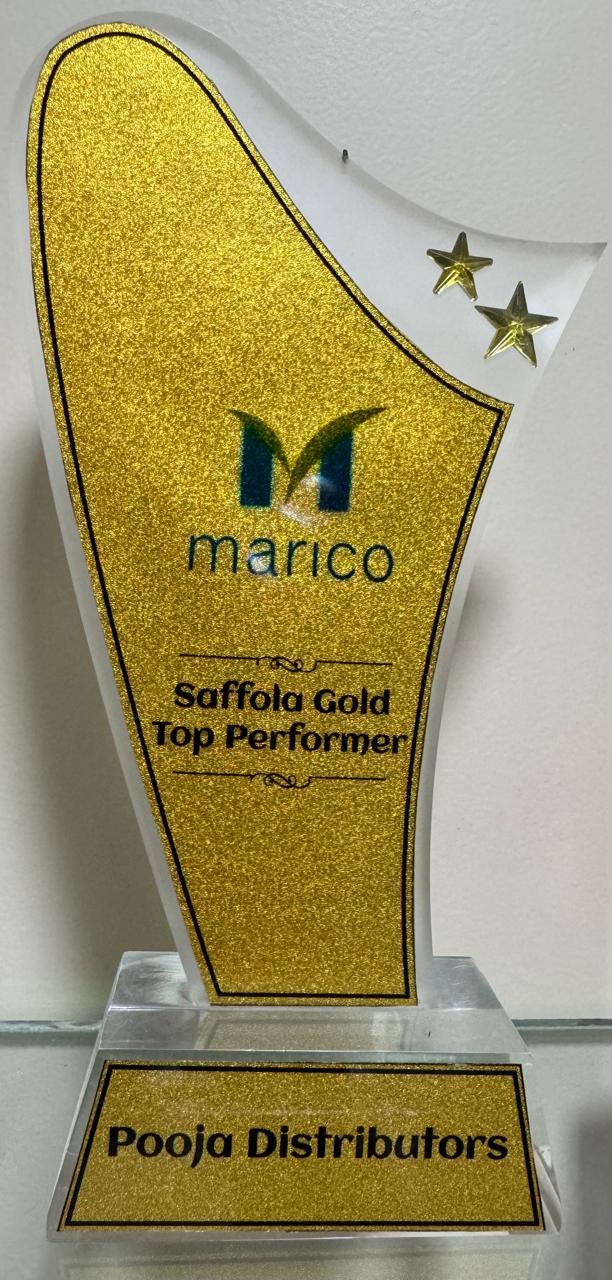 marico
Saffola Gold
Top Performer
Pooja Distributors